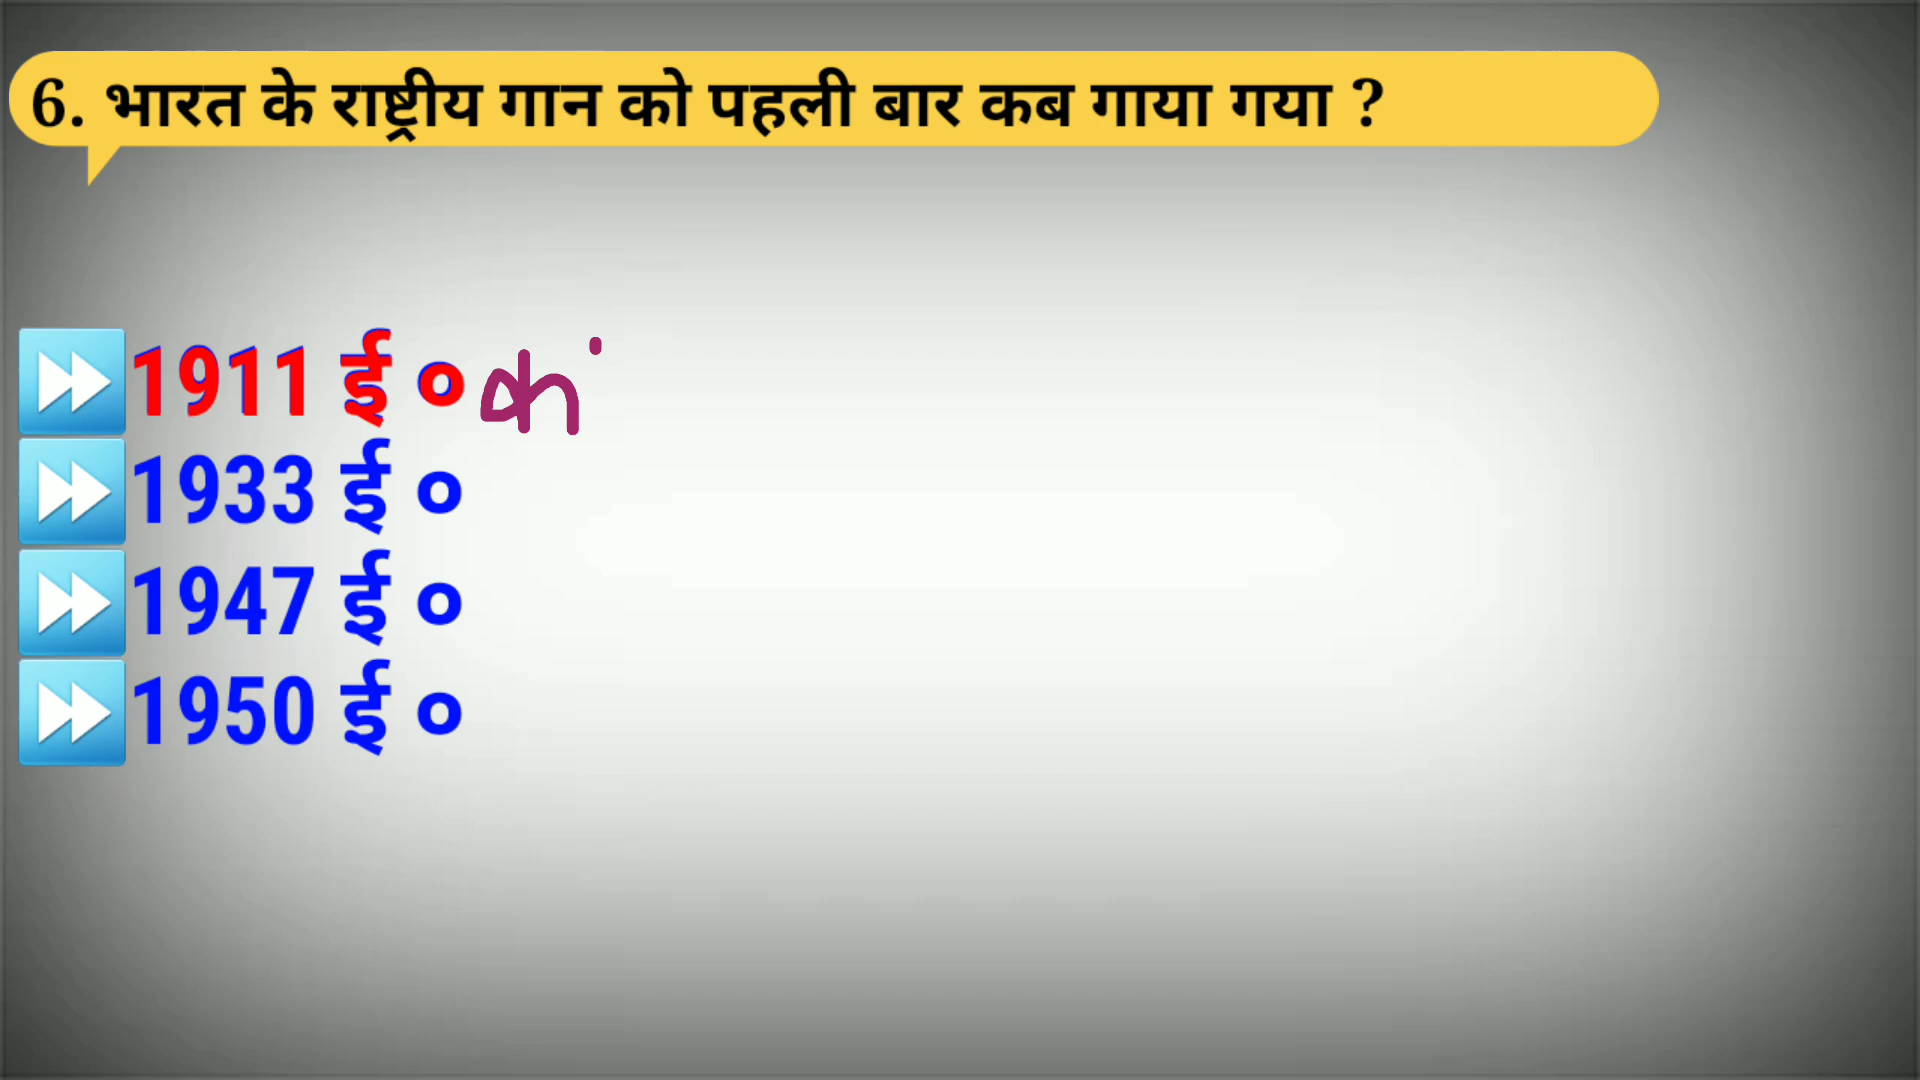 6. भारत के राष्ट्रीय गान को पहली बार कब गाया गया ?
1911 ई ० क
1933 ई ०
1947 ई ०
1950 ई ०